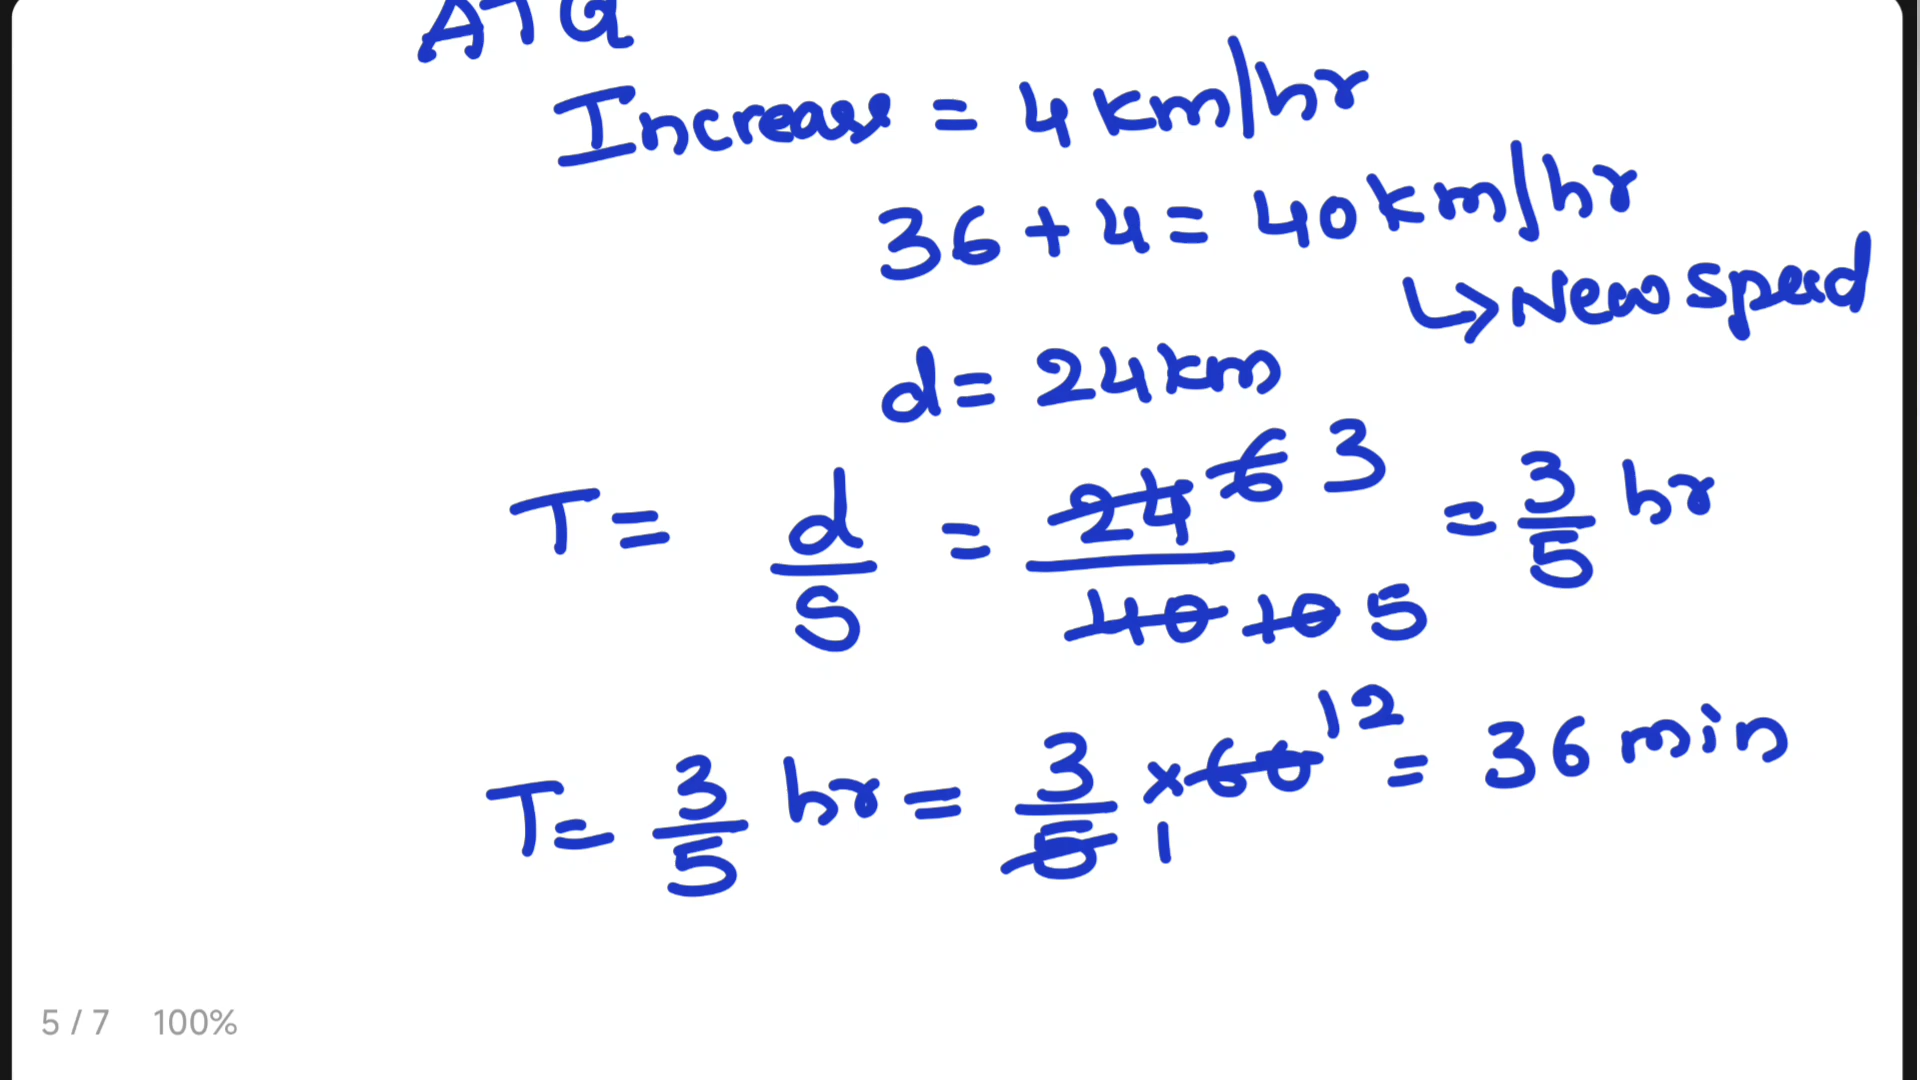 ATQ
Increase = 4 km/hr
36 + 4 = 40 km/hr
↳ New speed
d = 24 km
T = d/S = 24 6 3 / 40 10 5 = 3/5 hr
T = 3/5 hr = 3/5 1 × 60 12 = 36 min
5 / 7 100%